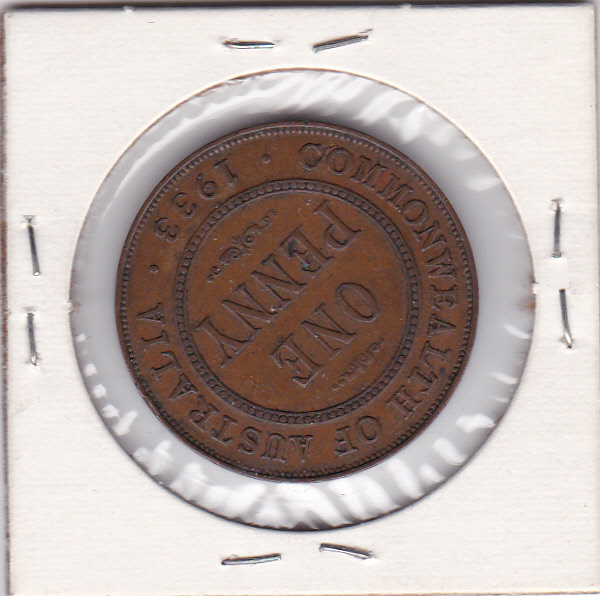 COMMONWEALTH OF AUSTRALIA · 1933 ·
ONE
PENNY